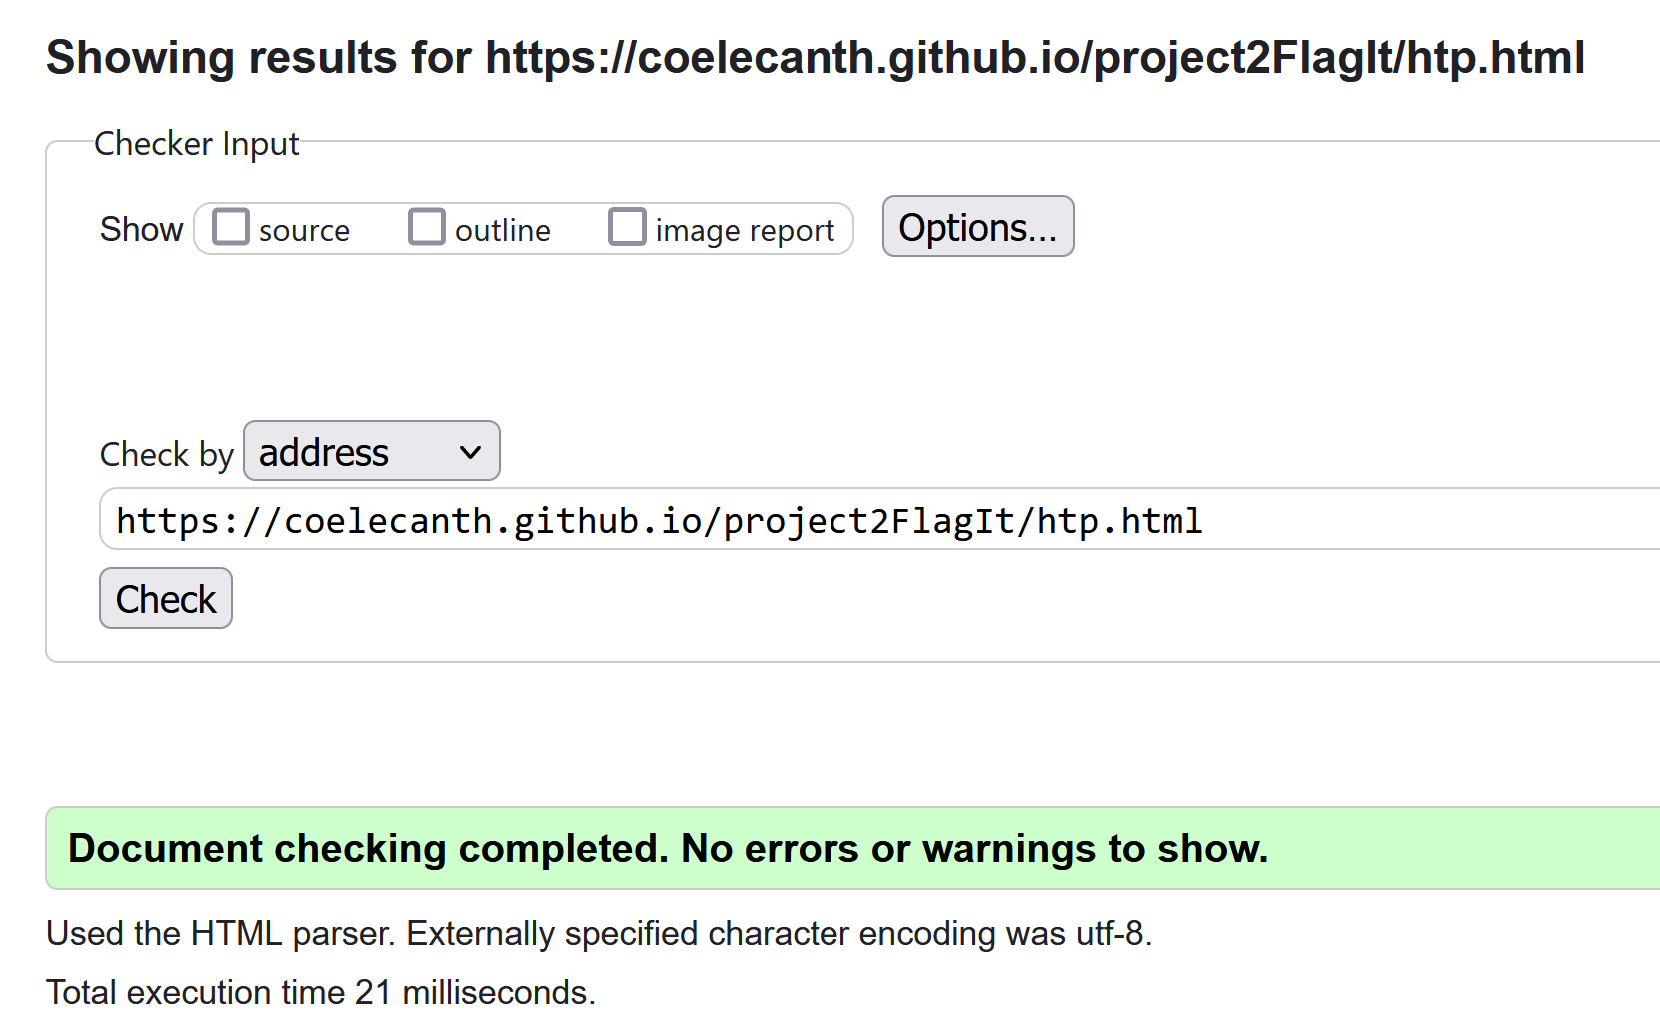 Showing results for https://coelecanth.github.io/project2FlagIt/htp.html
Checker Input
Show source outline image report Options...
Check by address
https://coelecanth.github.io/project2FlagIt/htp.html
Check
Document checking completed. No errors or warnings to show.
Used the HTML parser. Externally specified character encoding was utf-8.
Total execution time 21 milliseconds.